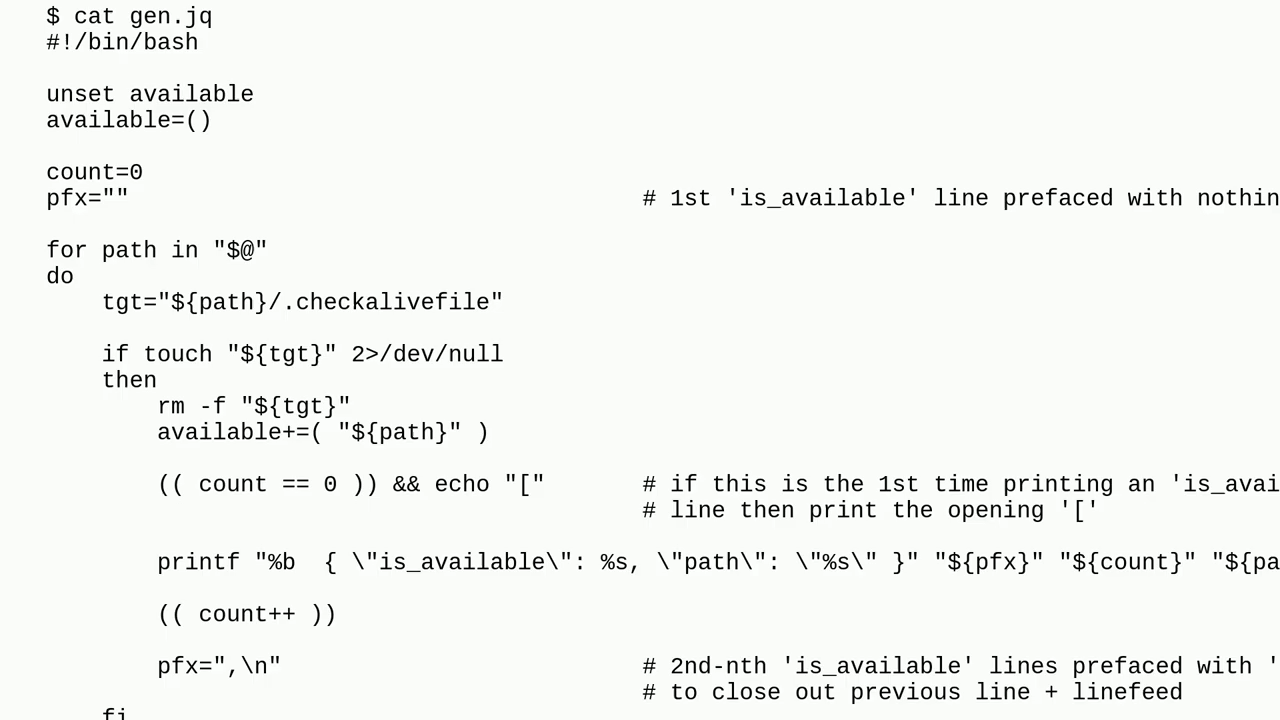 $ cat gen.jq
#!/bin/bash
unset available
available=()
count=0
pfx="" # 1st 'is_available' line prefaced with
for path in "$@"
do
tgt="${path}/.checkalivefile"
if touch "${tgt}" 2>/dev/null
then
rm -f "${tgt}"
available+=( "${path}" )
(( count == 0 )) && echo "[" # if this is the 1st time printing an
# line then print the opening '['
printf "%b  { \"is_available\": %s, \"path\": \"%s\" }" "${pfx}" "${count}"
(( count++ ))
pfx=",\n" # 2nd-nth 'is_available' lines prefaced with '
# to close out previous line + linefeed
fi